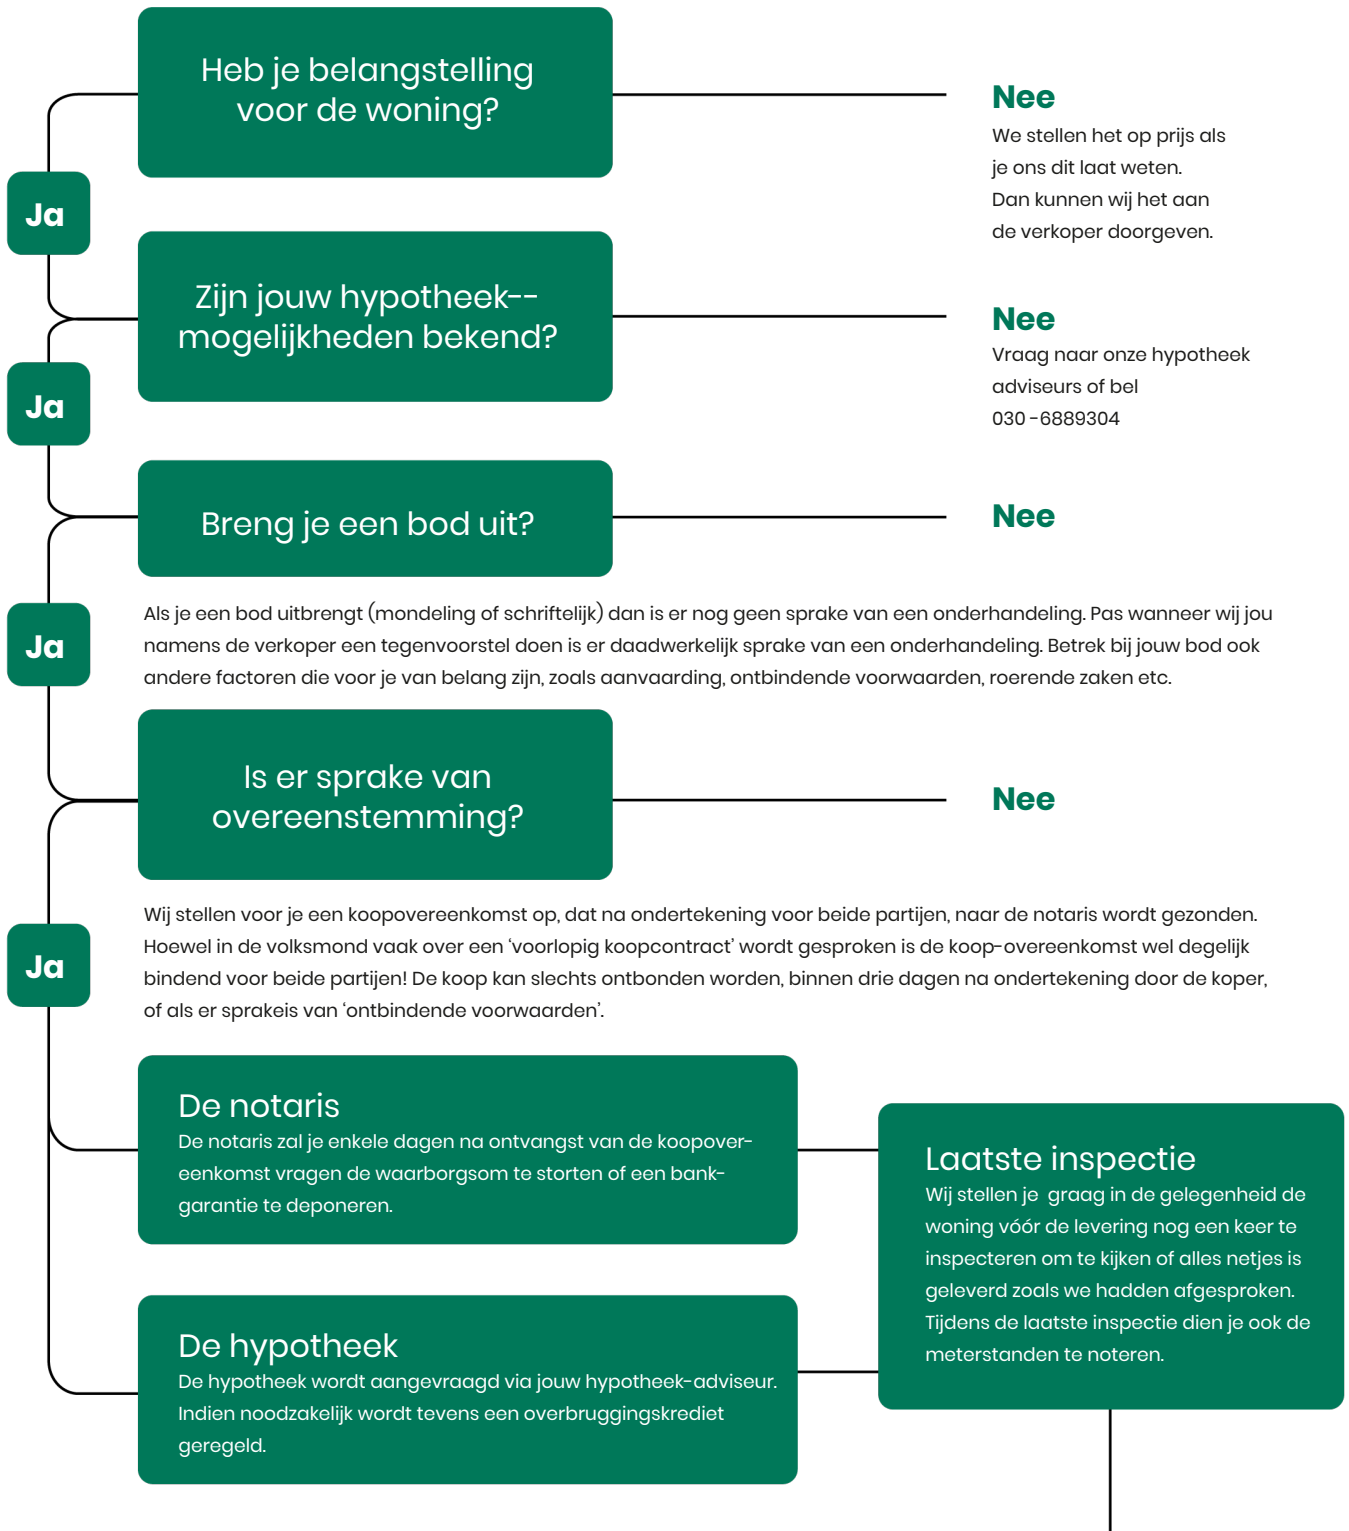 Heb je belangstelling
voor de woning?
Nee
We stellen het op prijs als
je ons dit laat weten.
Dan kunnen wij het aan
de verkoper doorgeven.
Ja
Zijn jouw hypotheek--
mogelijkheden bekend?
Nee
Vraag naar onze hypotheek
adviseurs of bel
030 -6889304
Ja
Breng je een bod uit?
Nee
Ja
Als je een bod uitbrengt (mondeling of schriftelijk) dan is er nog geen sprake van een onderhandeling. Pas wanneer wij jou
namens de verkoper een tegenvoorstel doen is er daadwerkelijk sprake van een onderhandeling. Betrek bij jouw bod ook
andere factoren die voor je van belang zijn, zoals aanvaarding, ontbindende voorwaarden, roerende zaken etc.
Is er sprake van
overeenstemming?
Nee
Ja
Wij stellen voor je een koopovereenkomst op, dat na ondertekening voor beide partijen, naar de notaris wordt gezonden.
Hoewel in de volksmond vaak over een ‘voorlopig koopcontract’ wordt gesproken is de koop-overeenkomst wel degelijk
bindend voor beide partijen! De koop kan slechts ontbonden worden, binnen drie dagen na ondertekening door de koper,
of als er sprakeis van ‘ontbindende voorwaarden’.
De notaris
De notaris zal je enkele dagen na ontvangst van de koopover-
eenkomst vragen de waarborgsom te storten of een bank-
garantie te deponeren.
Laatste inspectie
Wij stellen je  graag in de gelegenheid de
woning vóór de levering nog een keer te
inspecteren om te kijken of alles netjes is
geleverd zoals we hadden afgesproken.
Tijdens de laatste inspectie dien je ook de
meterstanden te noteren.
De hypotheek
De hypotheek wordt aangevraagd via jouw hypotheek-adviseur.
Indien noodzakelijk wordt tevens een overbruggingskrediet
geregeld.